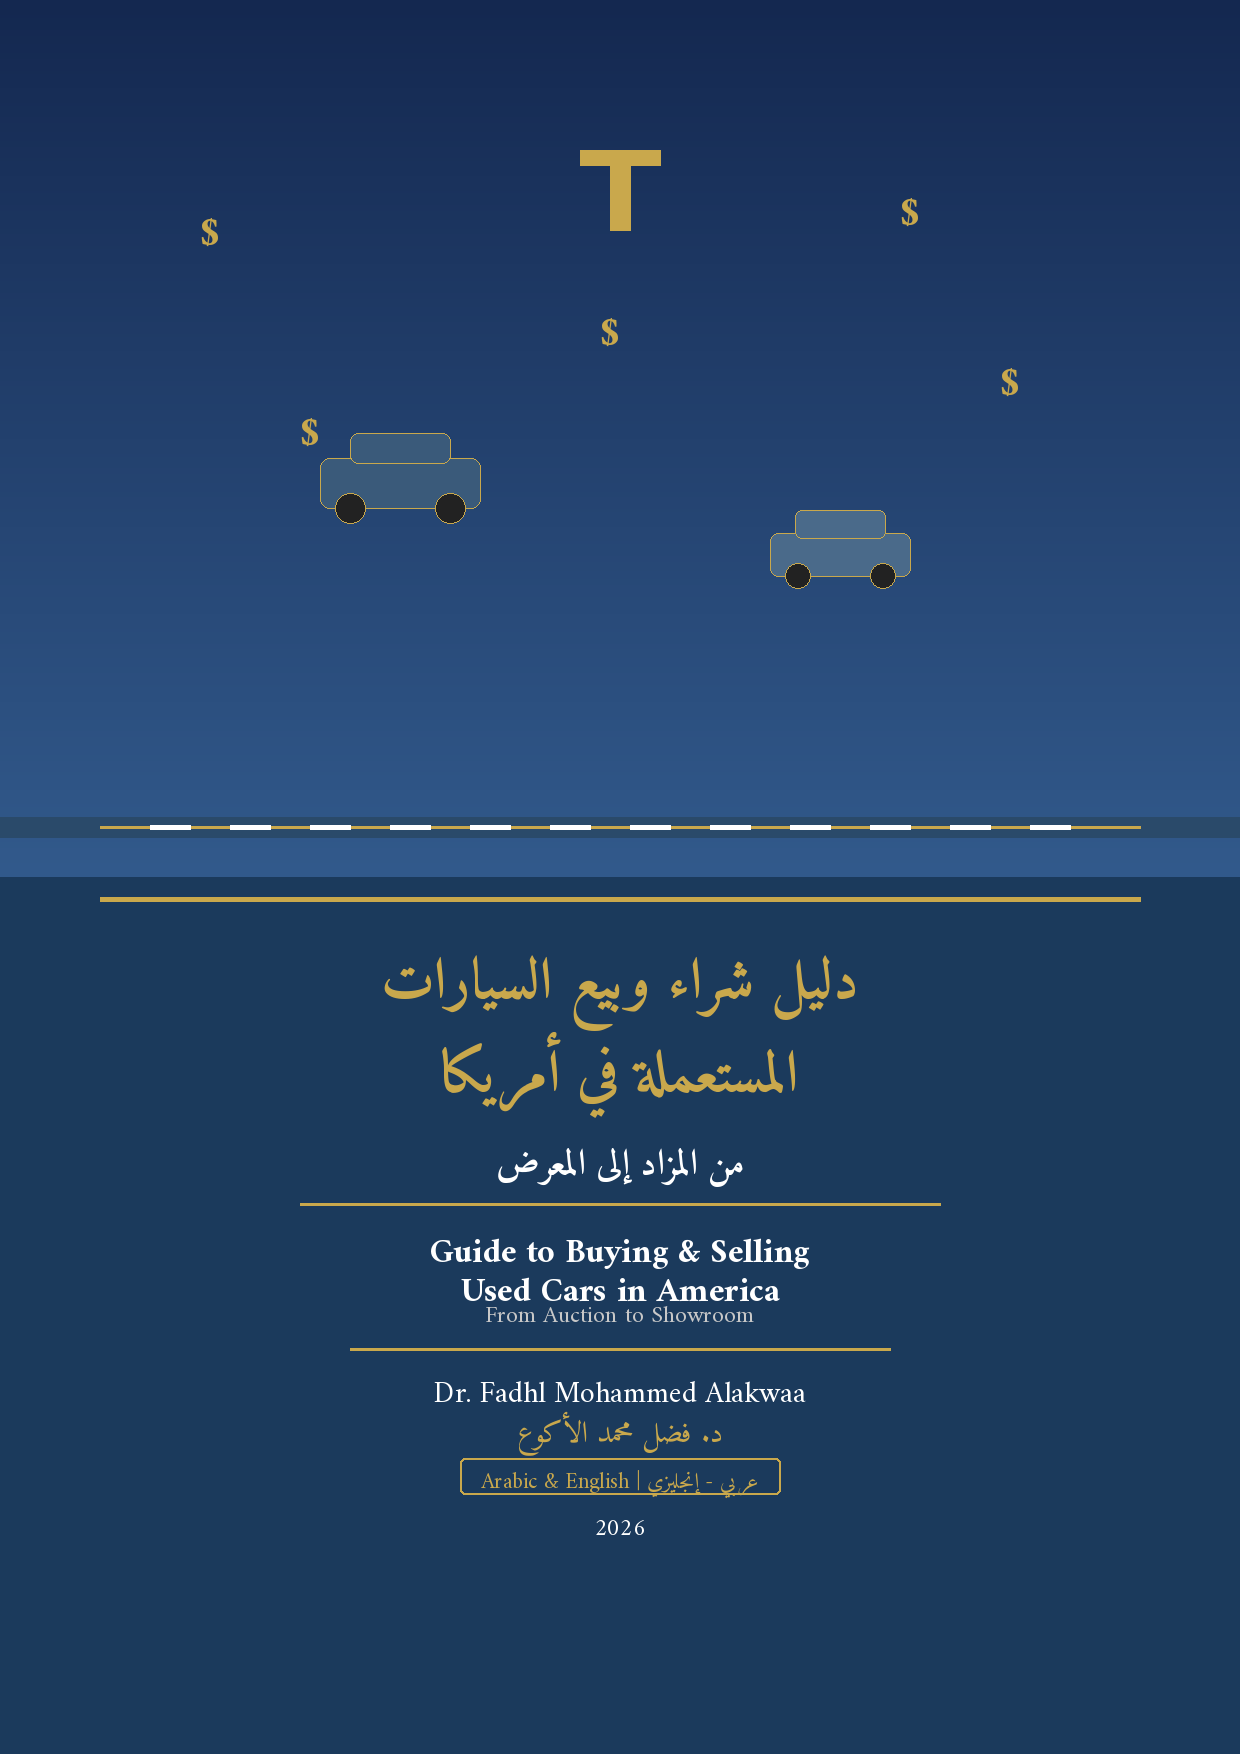 T
$
$
$
$
$
دليل شراء وبيع السيارات
المستعملة في أمريكا
من المزاد إلى المعرض
Guide to Buying & Selling
Used Cars in America
From Auction to Showroom
Dr. Fadhl Mohammed Alakwaa
د. فضل محمد الأكوع
Arabic & English | عربي - إنجليزي
2026